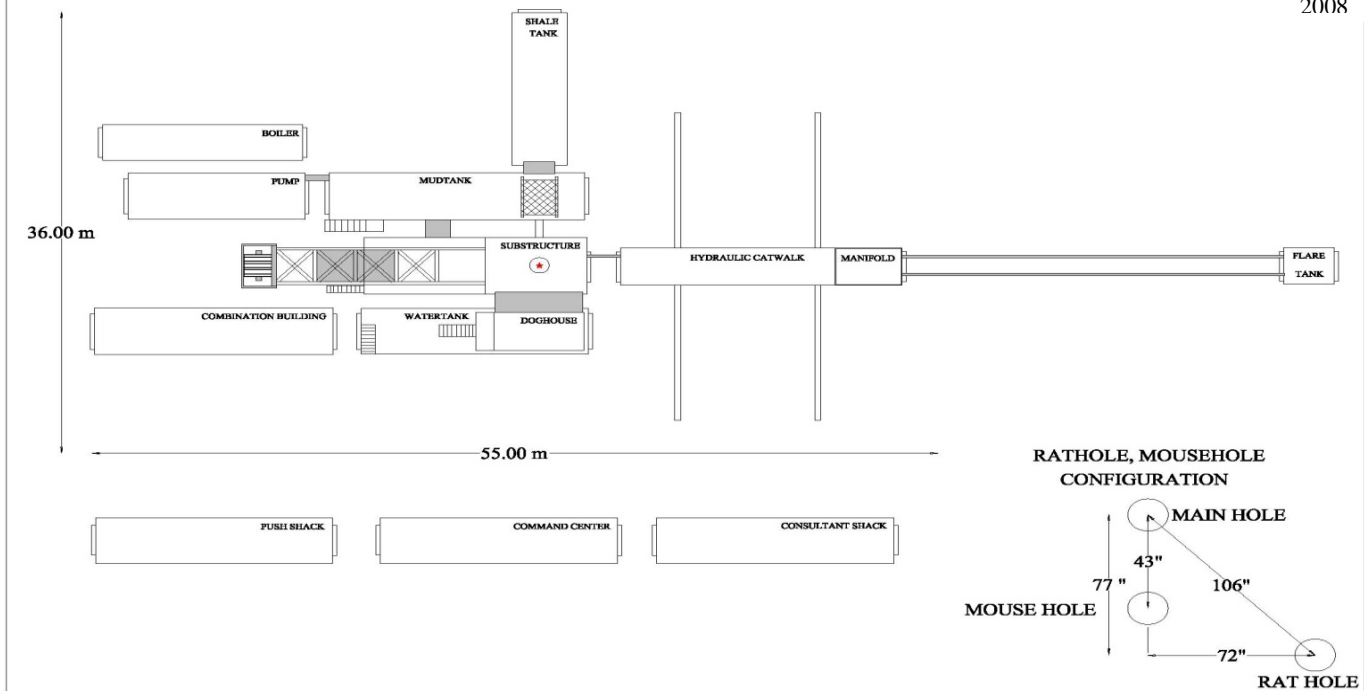 2008
SHALE
TANK
BOILER
PUMP
MUDTANK
36.00 m
SUBSTRUCTURE
HYDRAULIC CATWALK
MANIFOLD
FLARE
TANK
COMBINATION BUILDING
WATERTANK
DOGHOUSE
55.00 m
RATHOLE, MOUSEHOLE
CONFIGURATION
MAIN HOLE
43"
77 "
106"
MOUSE HOLE
72"
RAT HOLE
PUSH SHACK
COMMAND CENTER
CONSULTANT SHACK